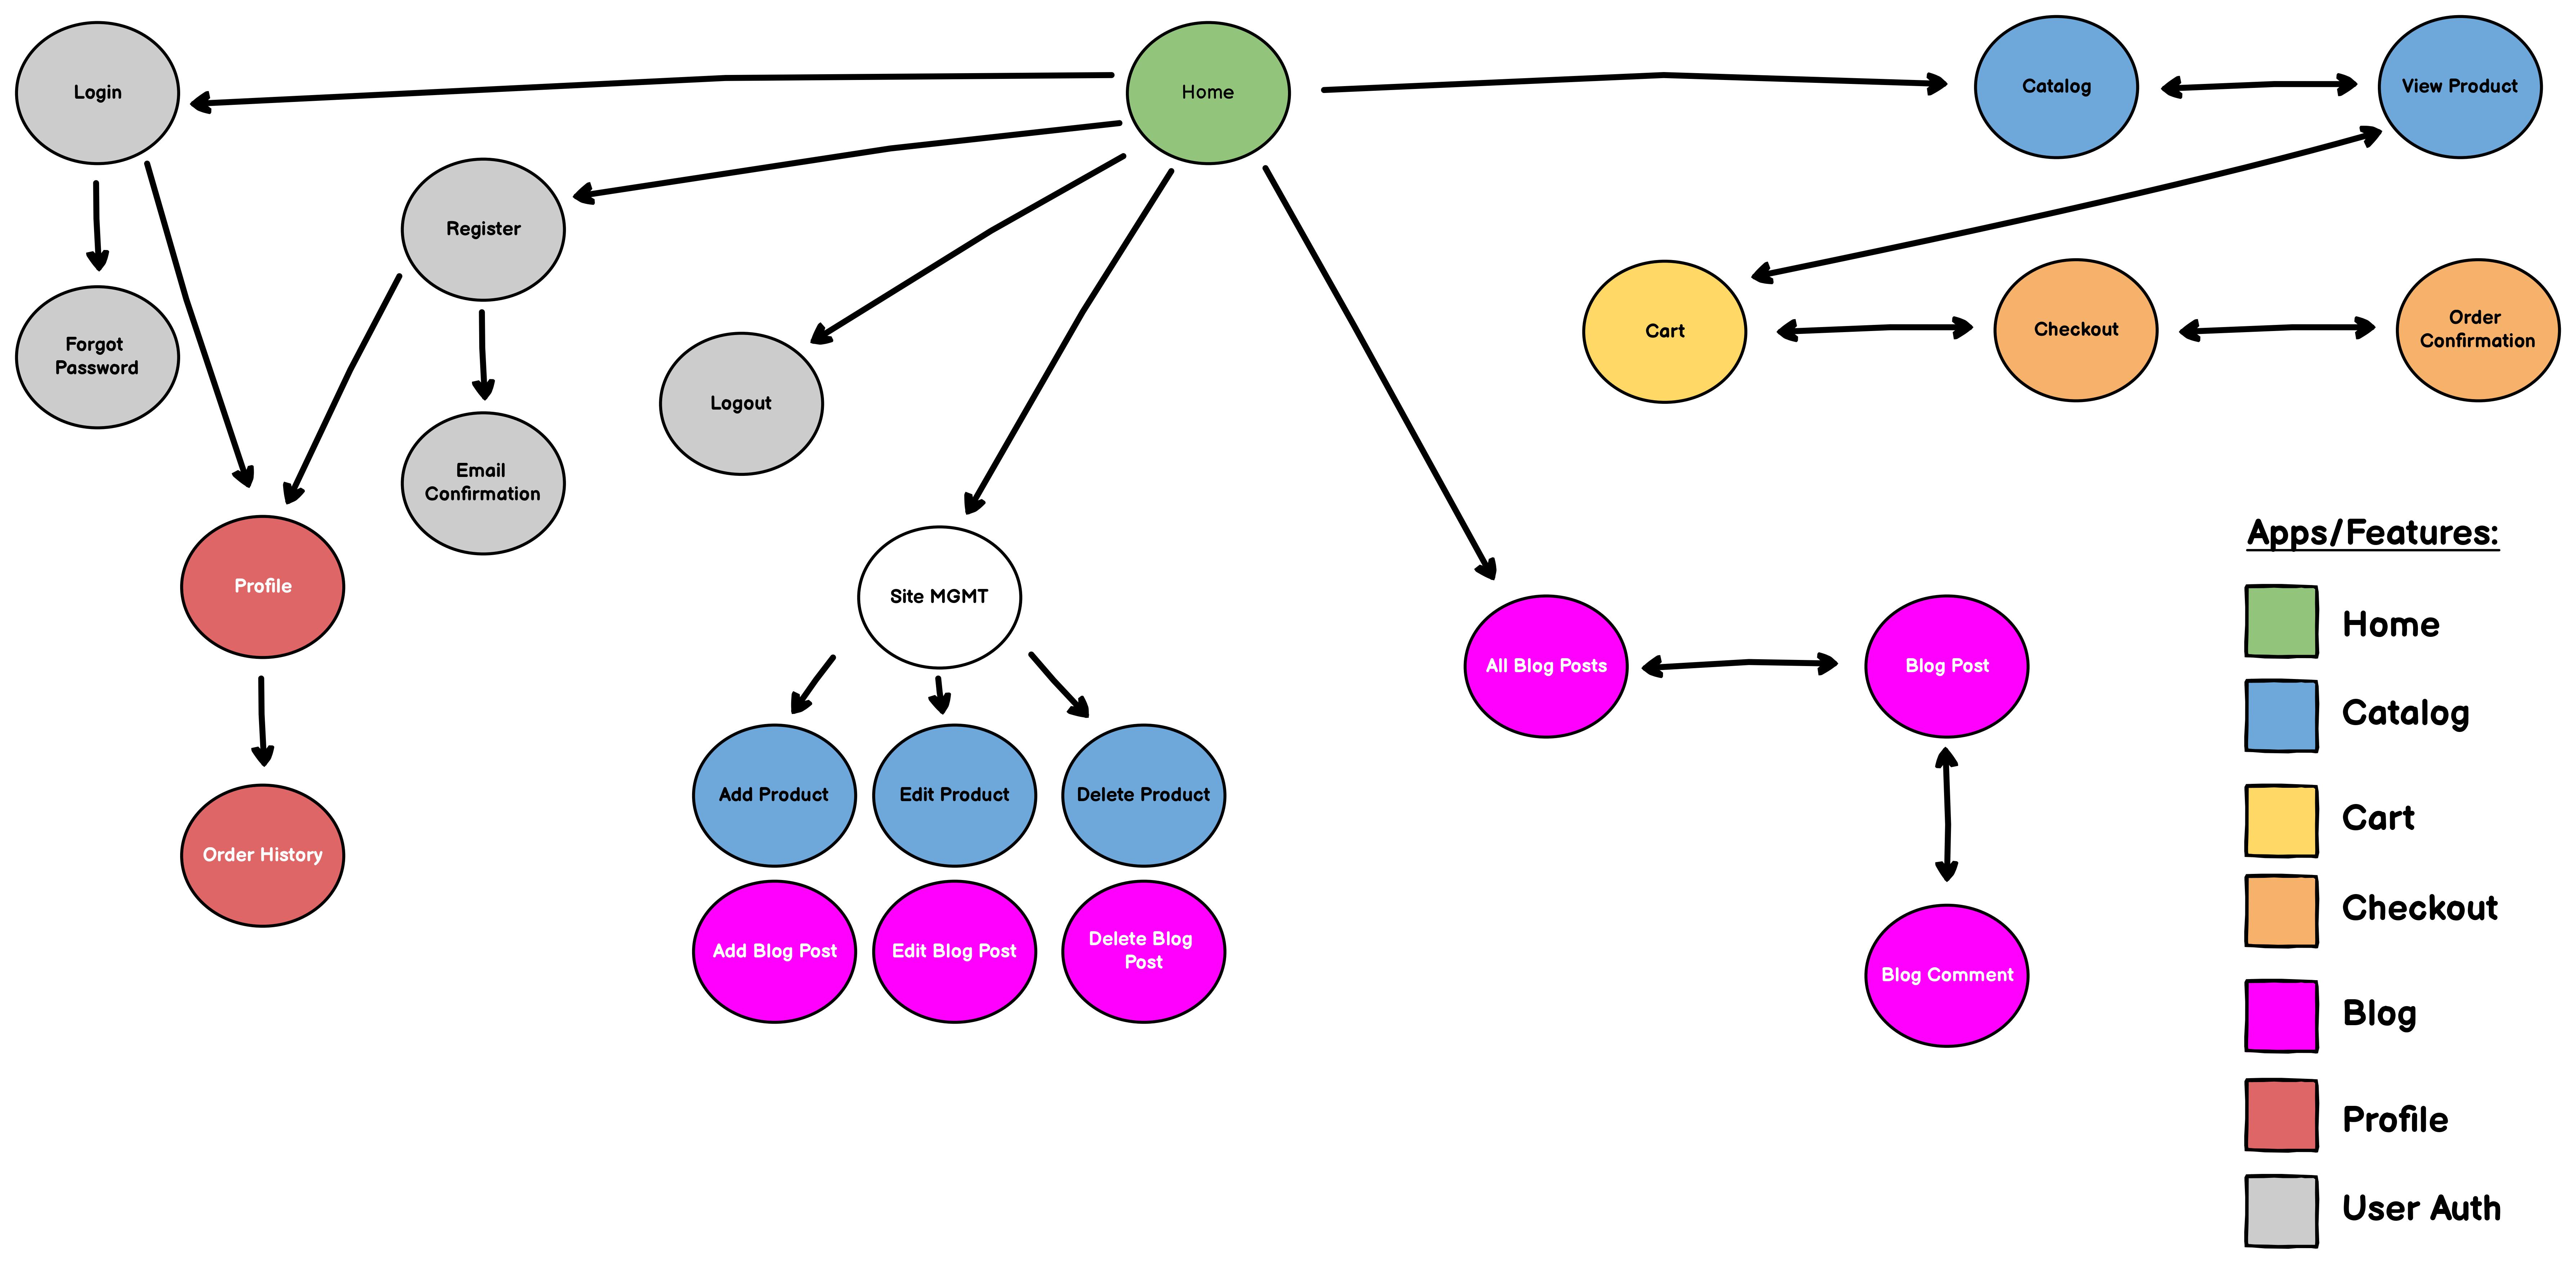 Login
Home
Catalog
View Product
Register
Forgot
Password
Logout
Cart
Checkout
Order
Confirmation
Email
Confirmation
Profile
Site MGMT
All Blog Posts
Blog Post
Order History
Add Product
Edit Product
Delete Product
Add Blog Post
Edit Blog Post
Delete Blog
Post
Blog Comment
Apps/Features:
Home
Catalog
Cart
Checkout
Blog
Profile
User Auth